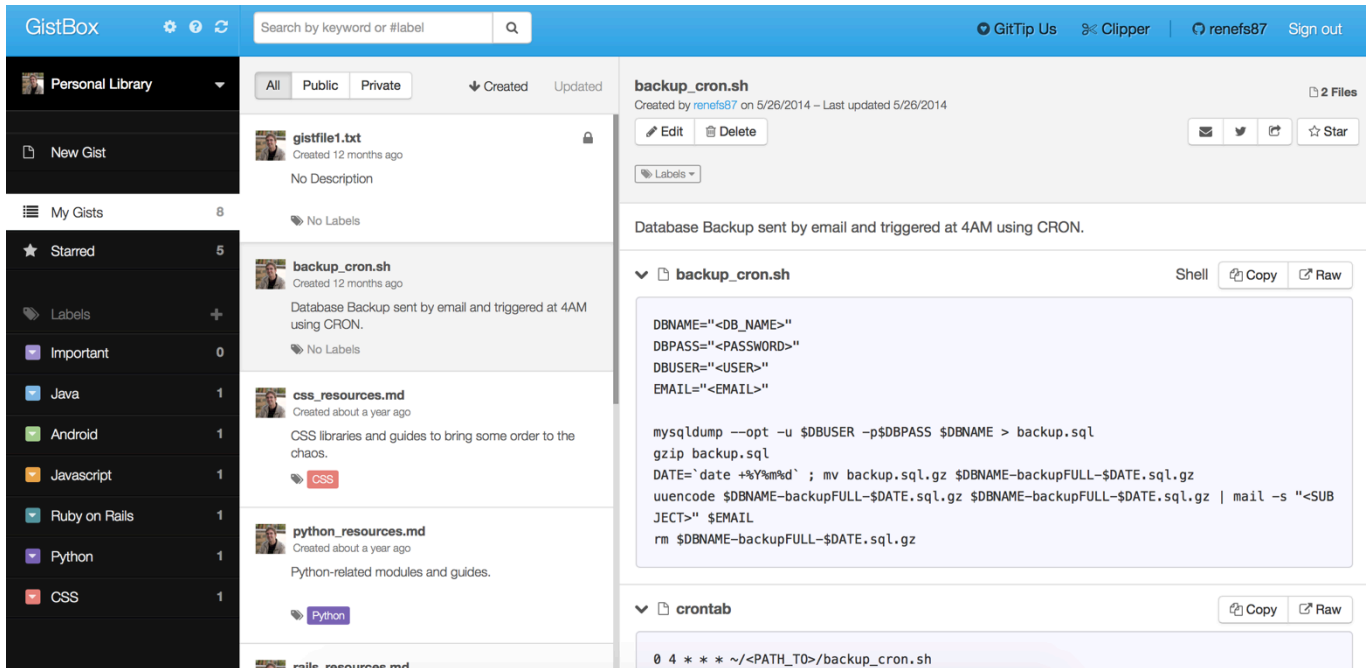 GistBox
Search by keyword or #label
GitTip Us
Clipper
renefs87
Sign out
Personal Library
New Gist
My Gists 8
Starred 5
Labels
Important 0
Java 1
Android 1
Javascript 1
Ruby on Rails 1
Python 1
CSS 1
All
Public
Private
Created
Updated
gistfile1.txt
Created 12 months ago
No Description
No Labels
backup_cron.sh
Created 12 months ago
Database Backup sent by email and triggered at 4AM
using CRON.
No Labels
css_resources.md
Created about a year ago
CSS libraries and guides to bring some order to the
chaos.
CSS
python_resources.md
Created about a year ago
Python-related modules and guides.
Python
rails_resources.md
backup_cron.sh
2 Files
Created by renefs87 on 5/26/2014 – Last updated 5/26/2014
Edit
Delete
Star
Labels
Database Backup sent by email and triggered at 4AM using CRON.
backup_cron.sh
Shell
Copy
Raw
DBNAME="<DB_NAME>"
DBPASS="<PASSWORD>"
DBUSER="<USER>"
EMAIL="<EMAIL>"
mysqldump --opt -u $DBUSER -p$DBPASS $DBNAME > backup.sql
gzip backup.sql
DATE=`date +%Y%m%d` ; mv backup.sql.gz $DBNAME-backupFULL-$DATE.sql.gz
uuencode $DBNAME-backupFULL-$DATE.sql.gz $DBNAME-backupFULL-$DATE.sql.gz | mail -s "<SUB
JECT>" $EMAIL
rm $DBNAME-backupFULL-$DATE.sql.gz
crontab
Copy
Raw
0 4 * * * ~/<PATH_TO>/backup_cron.sh